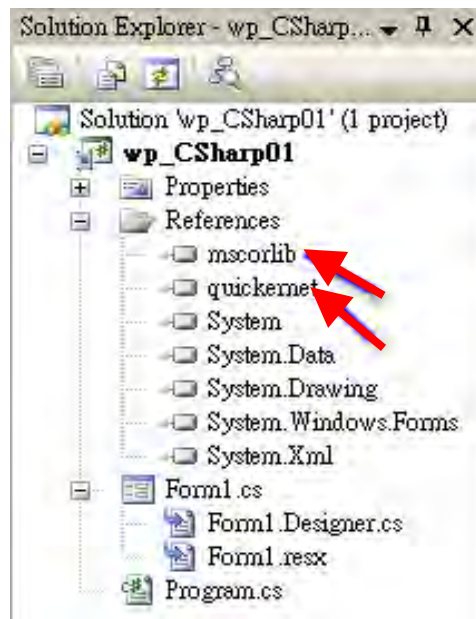 Solution Explorer - wp_CSharp...
Solution 'wp_CSharp01' (1 project)
wp_CSharp01
Properties
References
mscorlib
quickernet
System
System.Data
System.Drawing
System.Windows.Forms
System.Xml
Form1.cs
Form1.Designer.cs
Form1.resx
Program.cs